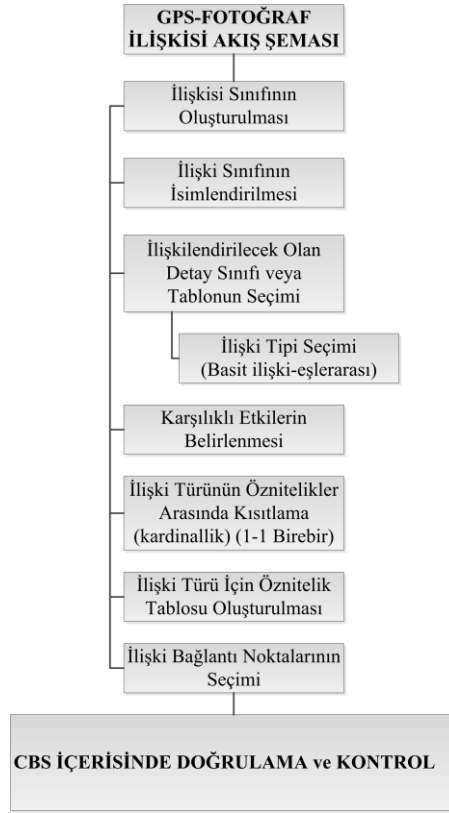 GPS-FOTOĞRAF
İLİŞKİSİ AKIŞ ŞEMASI
İlişkisi Sınıfının
Oluşturulması
İlişki Sınıfının
İsimlendirilmesi
İlişkilendirilecek Olan
Detay Sınıfı veya
Tablonun Seçimi
İlişki Tipi Seçimi
(Basit ilişki-eşlerarası)
Karşılıklı Etkilerin
Belirlenmesi
İlişki Türünün Öznitelikler
Arasında Kısıtlama
(kardinallik) (1-1 Birebir)
İlişki Türü İçin Öznitelik
Tablosu Oluşturulması
İlişki Bağlantı Noktalarının
Seçimi
CBS İÇERİSİNDE DOĞRULAMA ve KONTROL